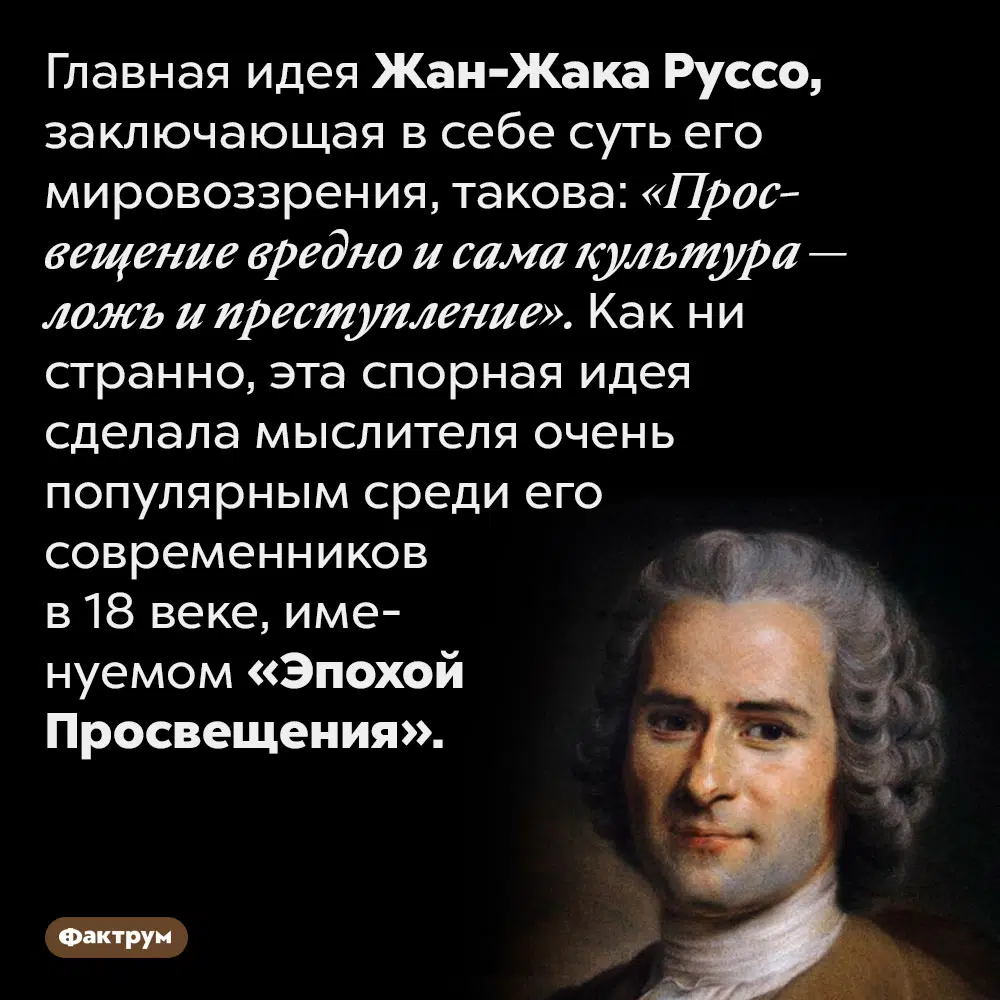 Главная идея Жан-Жака Руссо,
заключающая в себе суть его
мировоззрения, такова: «Прос-
вещение вредно и сама культура —
ложь и преступление». Как ни
странно, эта спорная идея
сделала мыслителя очень
популярным среди его
современников
в 18 веке, име-
нуемом «Эпохой
Просвещения».
Фактрум